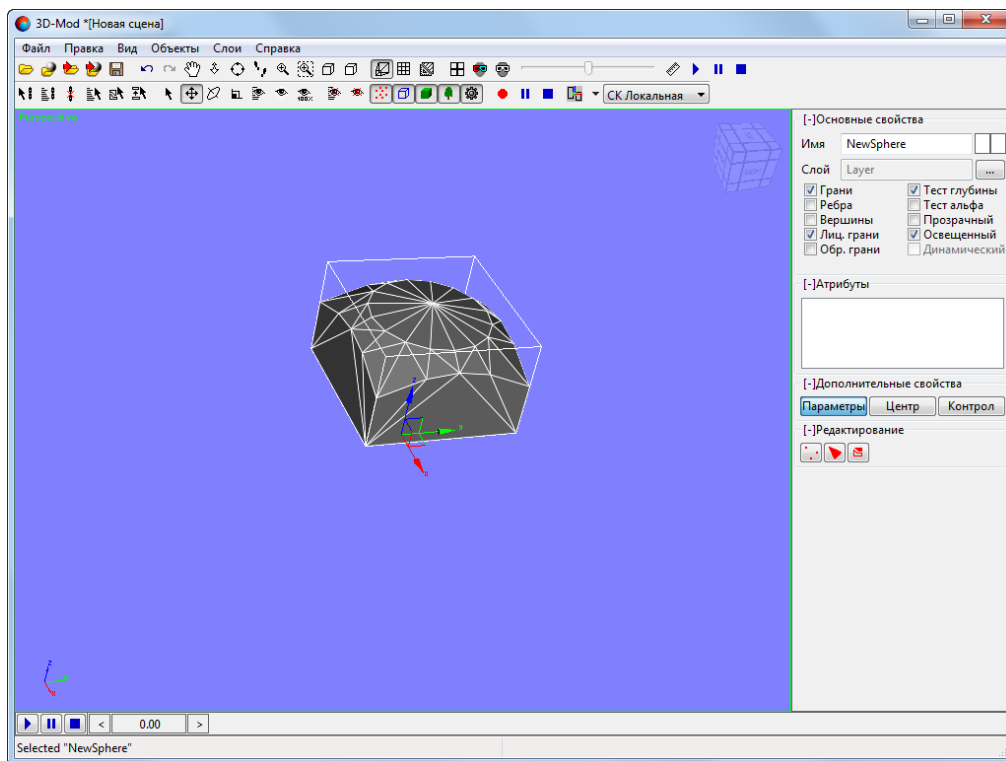 3D-Mod *[Новая сцена]
Файл Правка Вид Объекты Слои Справка
СК Локальная
Perspective
[-]Основные свойства
Имя NewSphere
Слой Layer ...
Грани Тест глубины
Ребра Тест альфа
Вершины Прозрачный
Лиц. грани Освещенный
Обр. грани Динамический
[-]Атрибуты
[-]Дополнительные свойства
Параметры Центр Контрол
[-]Редактирование
z
y
x
z
x
< 0.00 >
Selected "NewSphere"